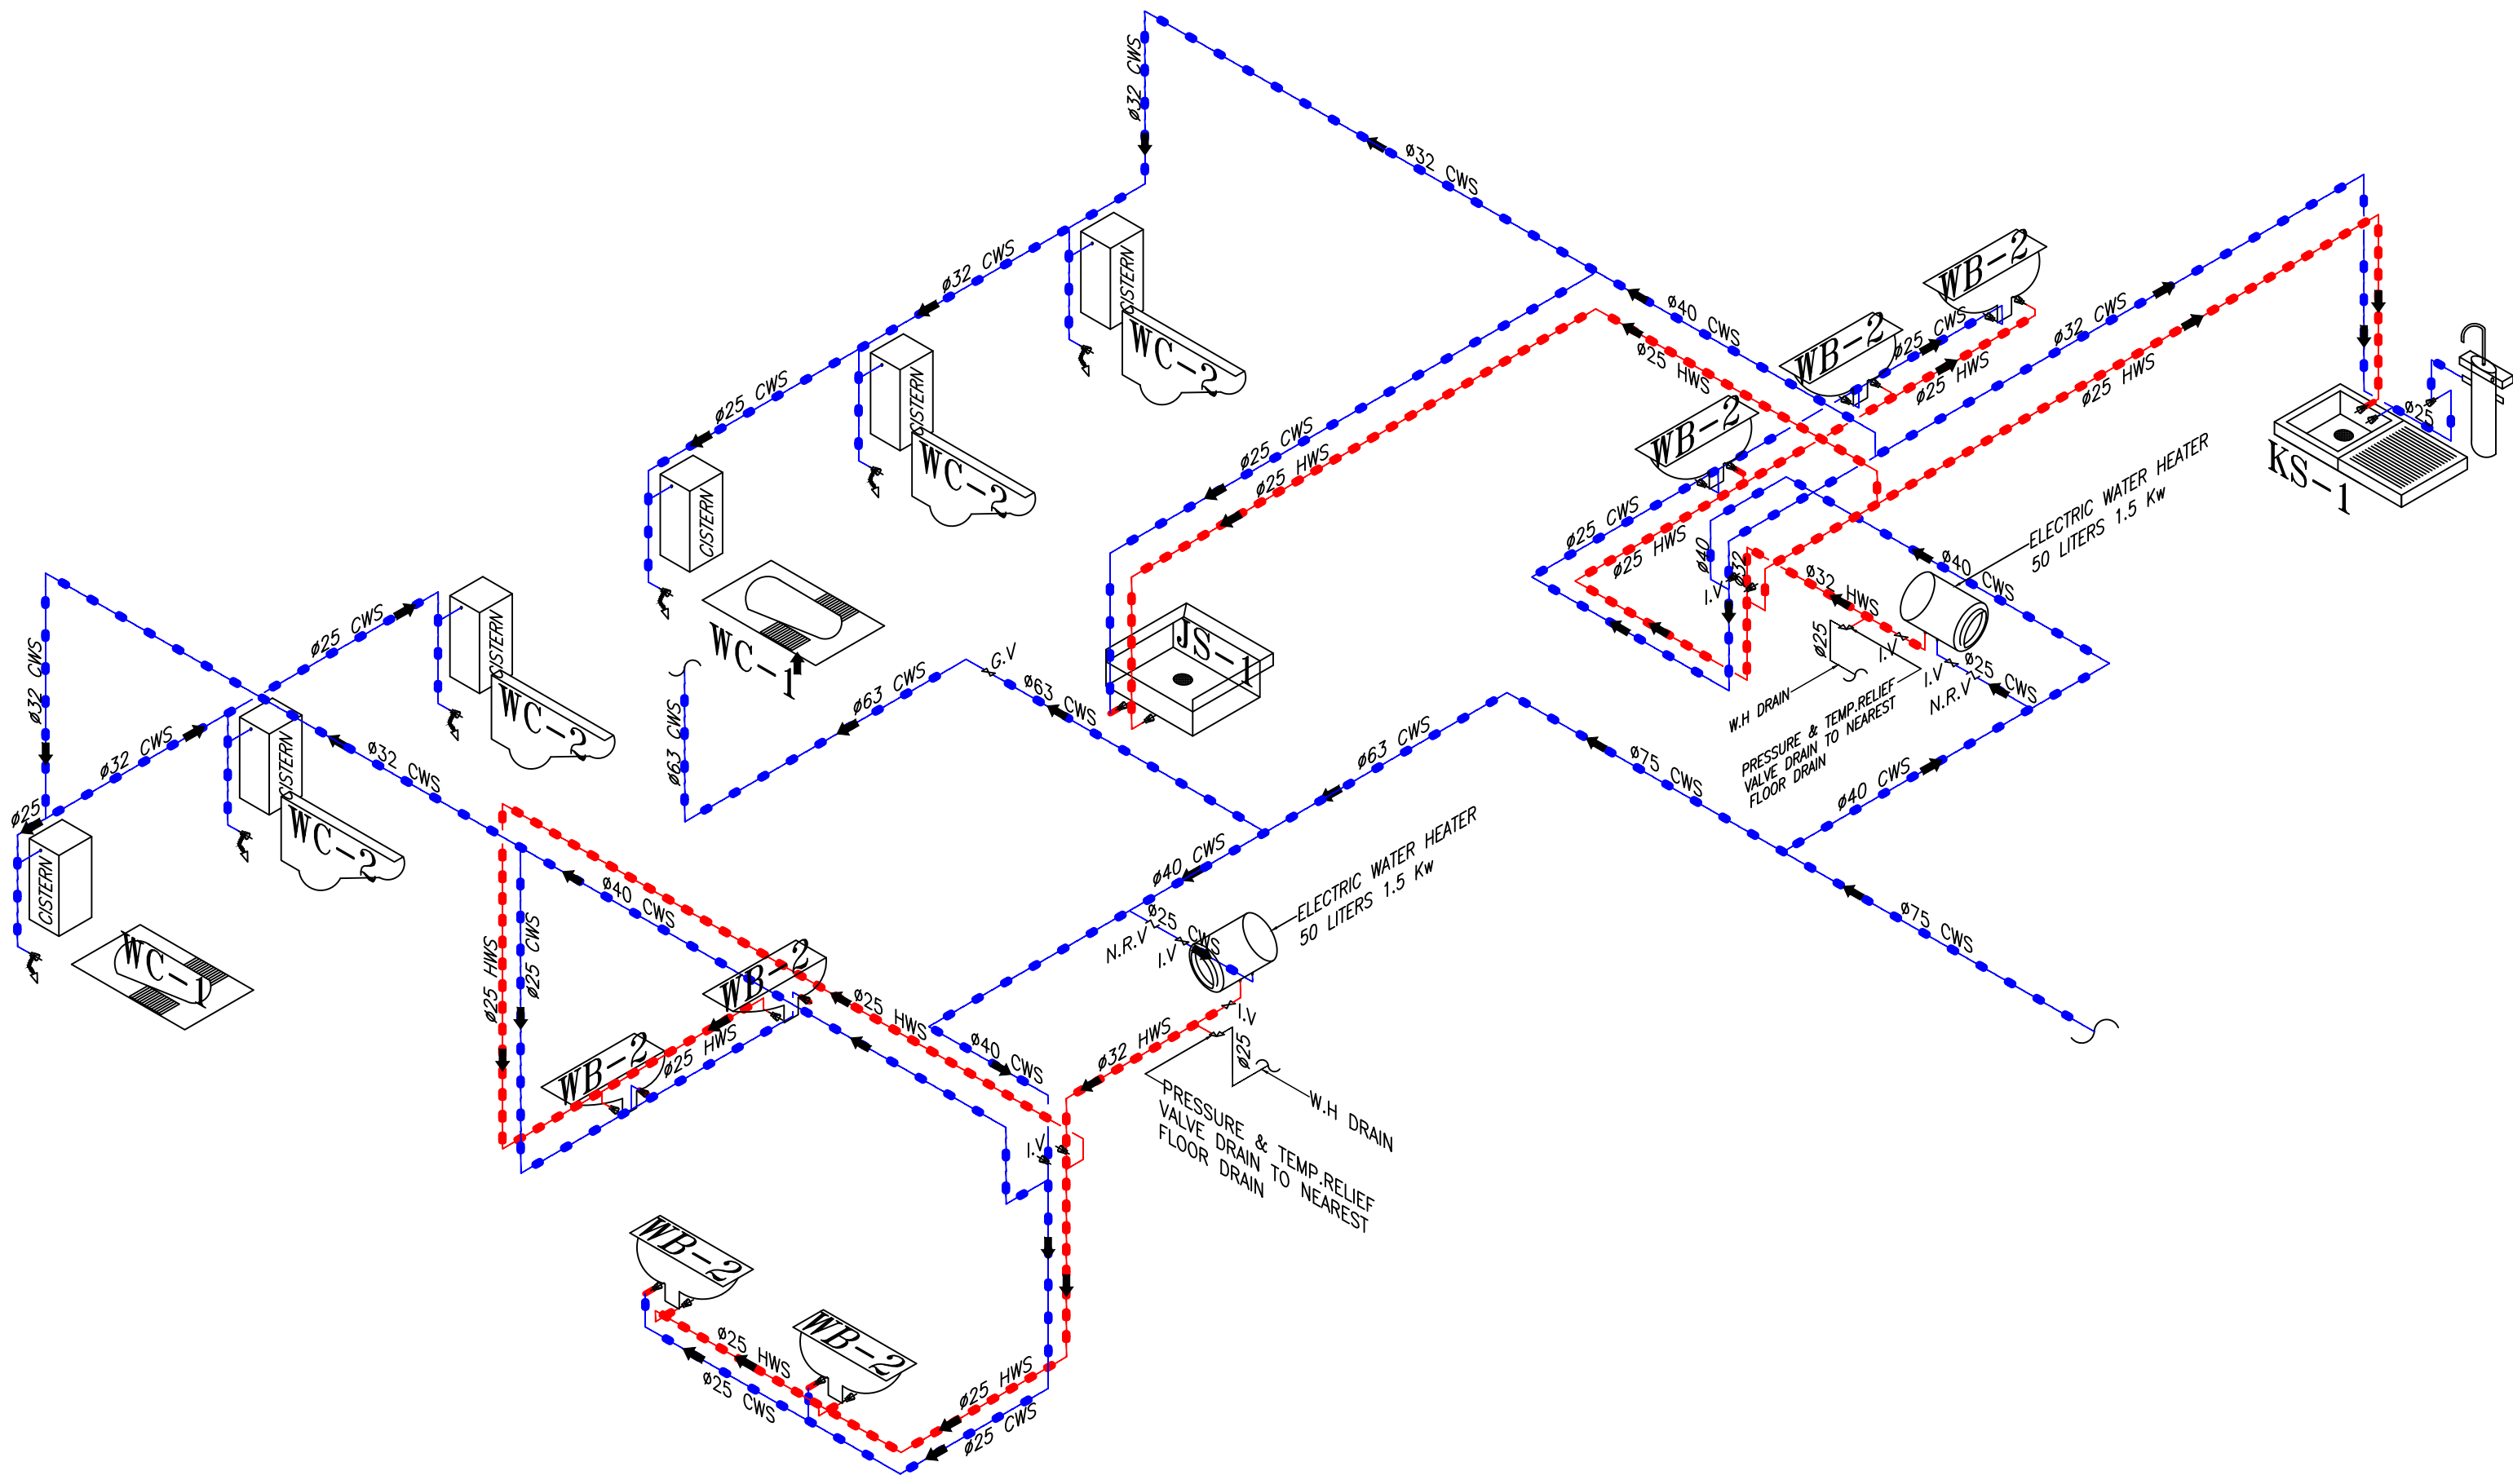 ø32 CWS
ø32 CWS
ø32 CWS
CISTERN
WC-2
ø25 CWS
CISTERN
WC-2
CISTERN
WC-1
ø40 CWS
ø25 HWS
WB-2
WB-2
WB-2
ø25 CWS
ø25 HWS
ø32 CWS
ø25 HWS
ø25
KS-1
ø25 CWS
ø25 HWS
JS-1
ø25 CWS
ø25 HWS
ø40
ø32
I.V
ø32 HWS
ø40 CWS
ELECTRIC WATER HEATER
50 LITERS 1.5 Kw
ø25
I.V
I.V
ø25 CWS
N.R.V
W.H DRAIN
PRESSURE & TEMP.RELIEF
VALVE DRAIN TO NEAREST
FLOOR DRAIN
ø40 CWS
ø75 CWS
ø75 CWS
ø63 CWS
G.V
ø63 CWS
ø63 CWS
ø63 CWS
ø32 CWS
ø25 CWS
CISTERN
WC-2
ø32 CWS
CISTERN
WC-2
ø25
CISTERN
WC-1
ø32 CWS
ø40 CWS
ø25 HWS
ø25 CWS
WB-2
WB-2
ø25 HWS
ø25 HWS
ø40 CWS
ø25 CWS
N.R.V
I.V
ELECTRIC WATER HEATER
50 LITERS 1.5 Kw
I.V
ø40 CWS
ø32 HWS
ø25
W.H DRAIN
PRESSURE & TEMP.RELIEF
VALVE DRAIN TO NEAREST
FLOOR DRAIN
I.V
WB-2
WB-2
ø25 HWS
ø25 CWS
ø25 HWS
ø25 CWS